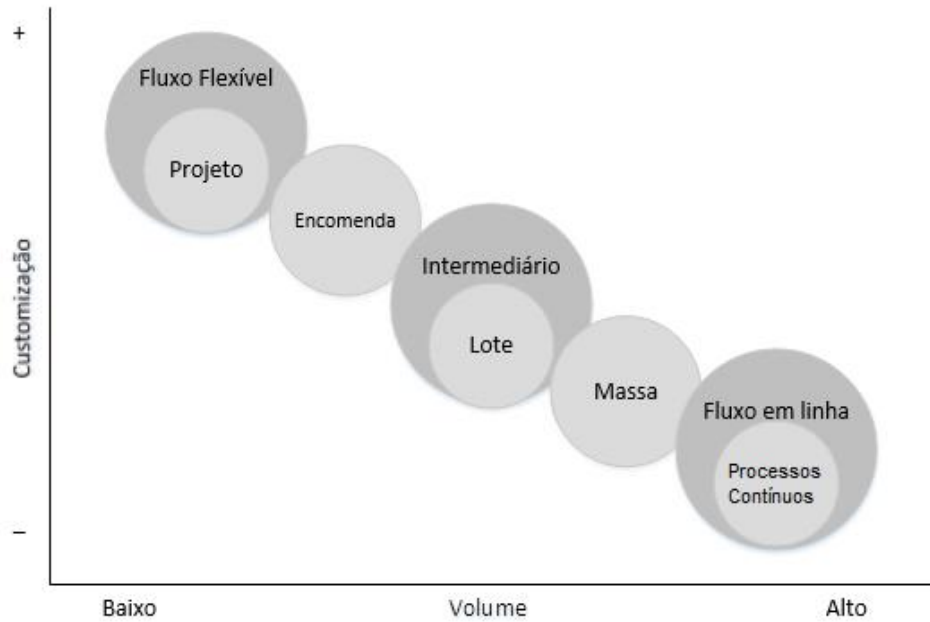 +
Fluxo Flexível
Projeto
Encomenda
Intermediário
Lote
Massa
Fluxo em linha
Processos
Contínuos
Customização
–
Baixo
Volume
Alto